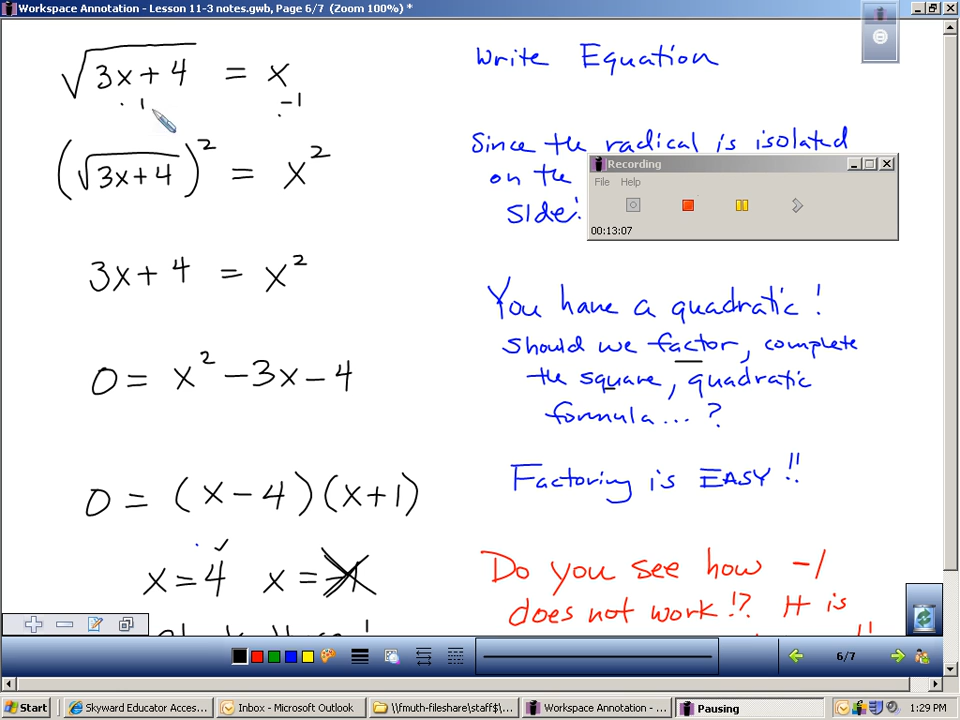 Workspace Annotation - Lesson 11-3 notes.gwb, Page 6/7 (Zoom 100%) *
√3x+4 = x
-1
(√3x+4)² = x²
3x+4 = x²
0 = x² -3x - 4
0 = (x-4)(x+1)
x = 4 ✓ x = -1
Write Equation
Since the radical is isolated
on the
side:
Recording
File Help
00:13:07
You have a quadratic!
Should we factor, complete
the square, quadratic
formula...?
Factoring is EASY!!
Do you see how -1
does not work!? It is
6/7
Start
Skyward Educator Acces...
Inbox - Microsoft Outlook
\\fmuth-fileshare\staff$\...
Workspace Annotation - ...
Pausing
1:29 PM